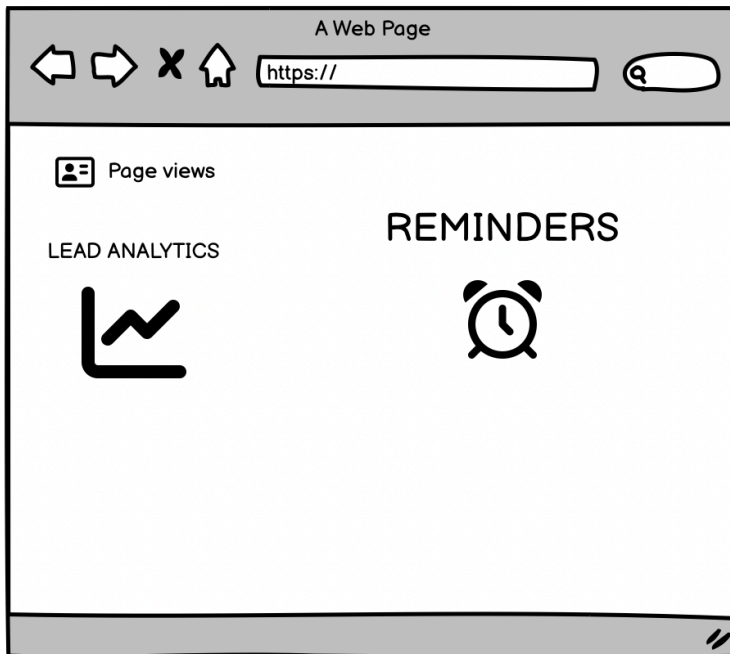 A Web Page
https://
Page views
REMINDERS
LEAD ANALYTICS